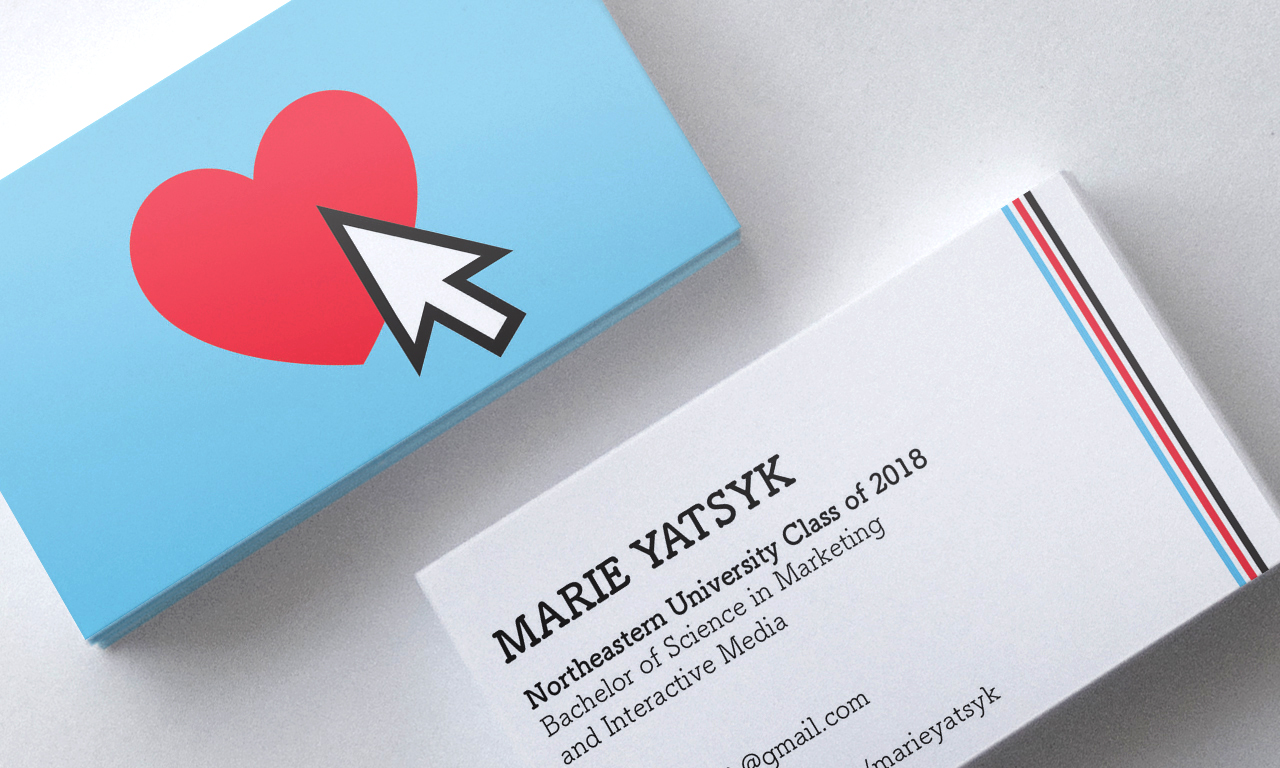 MARIE YATSYK
Northeastern University Class of 2018
Bachelor of Science in Marketing
and Interactive Media
@gmail.com
/marieyatsyk